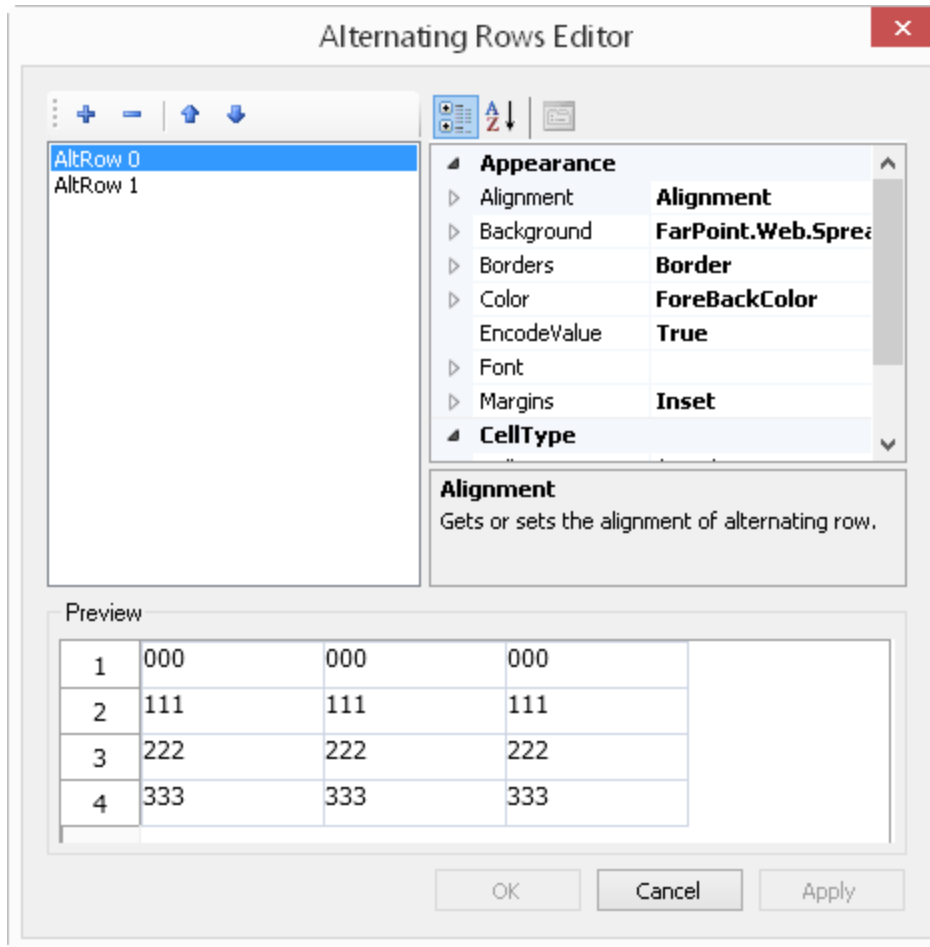 Alternating Rows Editor
AltRow 0
AltRow 1
A
Z
Appearance
Alignment Alignment
Background FarPoint.Web.Sprea
Borders Border
Color ForeBackColor
EncodeValue True
Font
Margins Inset
CellType
Alignment
Gets or sets the alignment of alternating row.
Preview
1 000 000 000
2 111 111 111
3 222 222 222
4 333 333 333
OK Cancel Apply